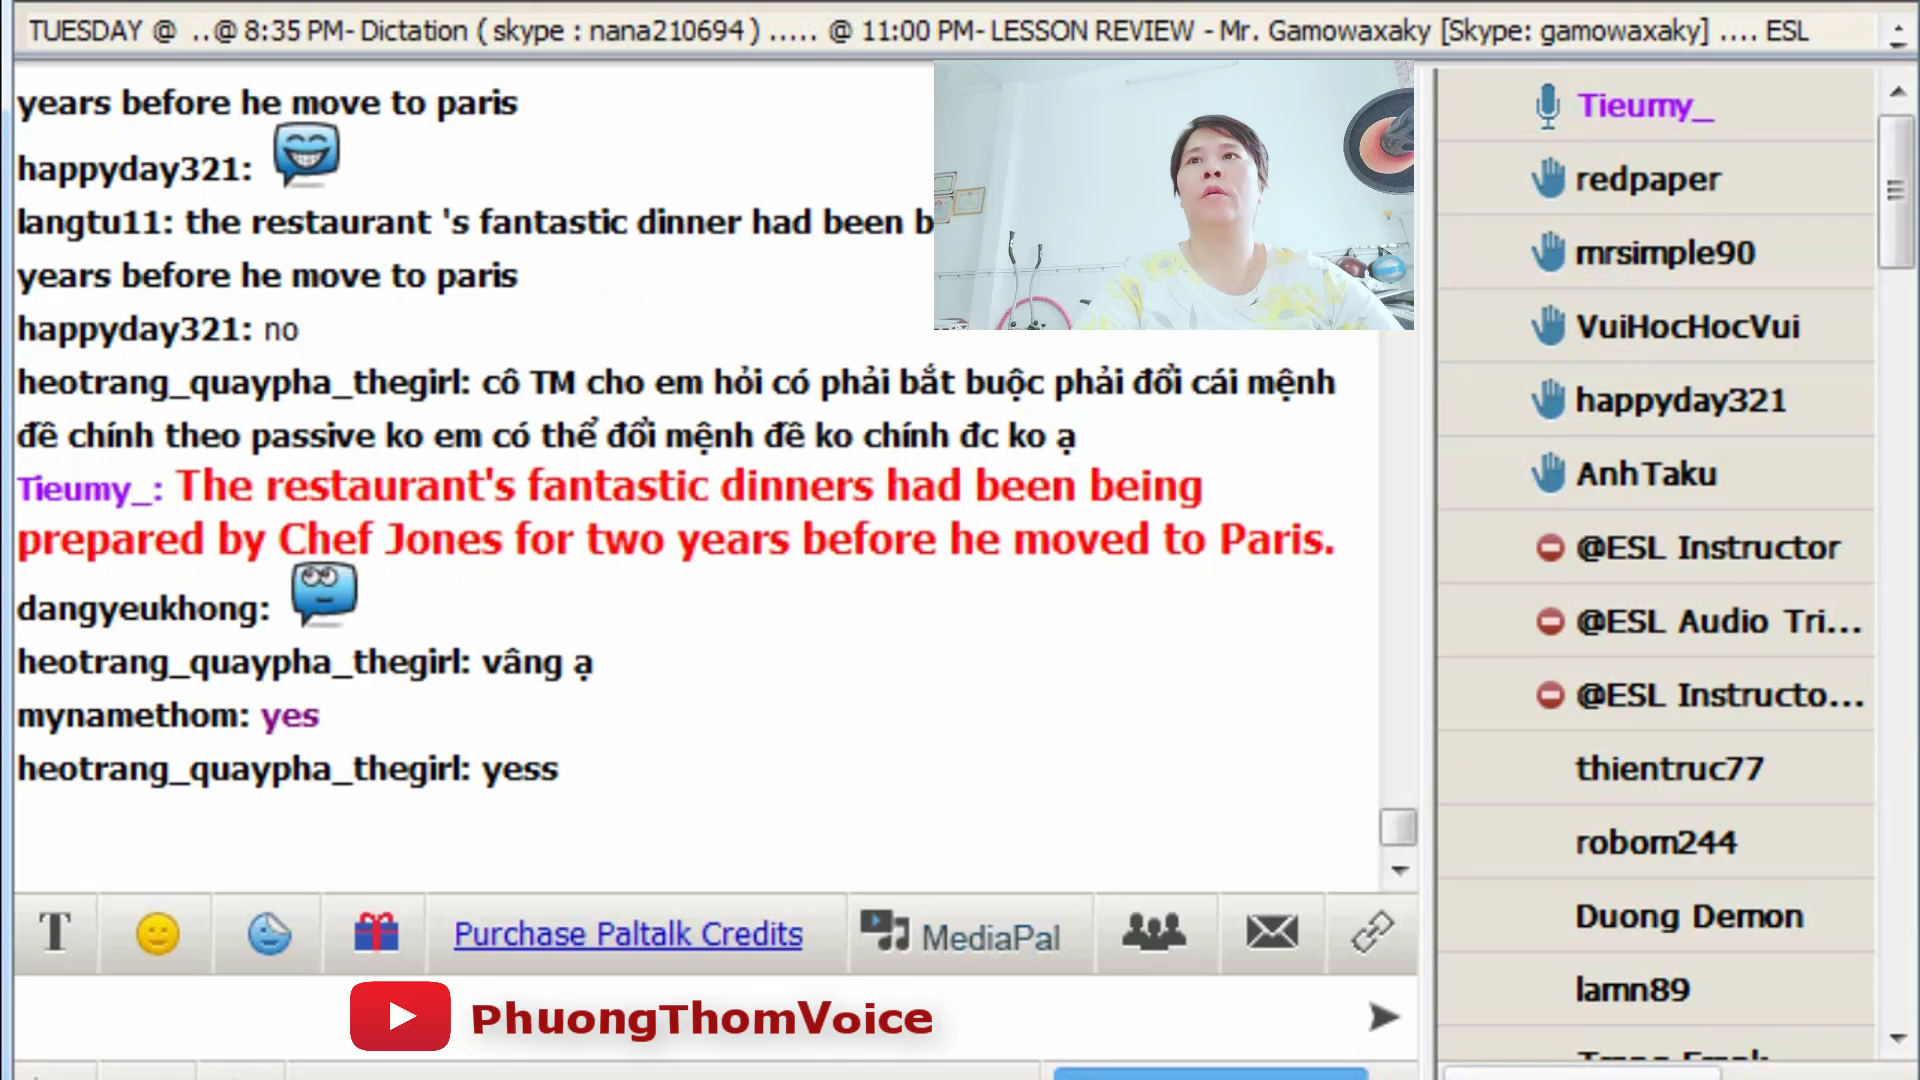 TUESDAY @ ..@ 8:35 PM- Dictation ( skype : nana210694 ) ..... @ 11:00 PM- LESSON REVIEW - Mr. Gamowaxaky [Skype: gamowaxaky] .... ESL
years before he move to paris
happyday321:
langtu11: the restaurant 's fantastic dinner had been b
years before he move to paris
happyday321: no
heotrang_quaypha_thegirl: cô TM cho em hỏi có phải bắt buộc phải đổi cái mệnh
đề chính theo passive ko em có thể đổi mệnh đề ko chính đc ko ạ
Tieumy_: The restaurant's fantastic dinners had been being
prepared by Chef Jones for two years before he moved to Paris.
dangyeukhong:
heotrang_quaypha_thegirl: vâng ạ
mynamethom: yes
heotrang_quaypha_thegirl: yess
Purchase Paltalk Credits
MediaPal
PhuongThomVoice
Tieumy_
redpaper
mrsimple90
VuiHocHocVui
happyday321
AnhTaku
@ESL Instructor
@ESL Audio Tri...
@ESL Instructo...
thientruc77
robom244
Duong Demon
lamn89